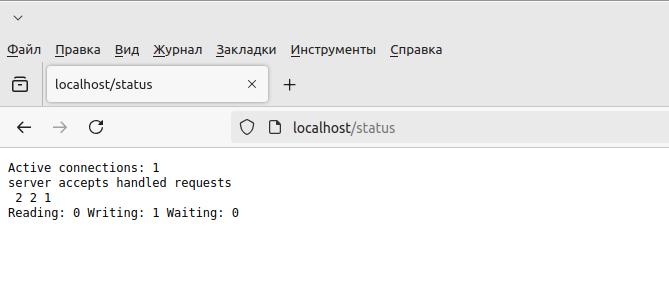 Файл Правка Вид Журнал Закладки Инструменты Справка
localhost/status
localhost/status
Active connections: 1
server accepts handled requests
2 2 1
Reading: 0 Writing: 1 Waiting: 0